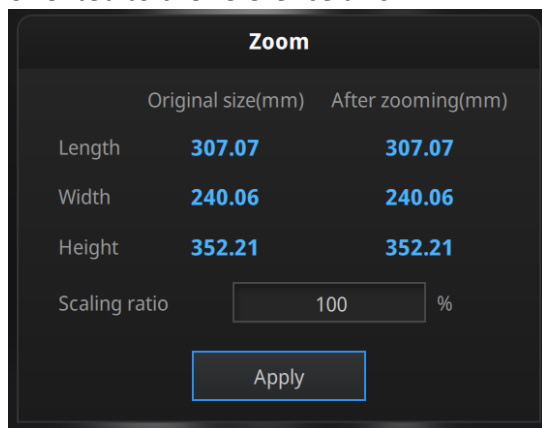 Zoom
Original size(mm) After zooming(mm)
Length 307.07 307.07
Width 240.06 240.06
Height 352.21 352.21
Scaling ratio 100 %
Apply